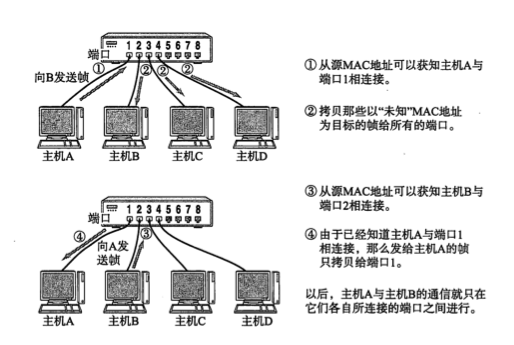 1 2 3 4 5 6 7 8
端口
①
②
②
②
向B发送帧
主机A
主机B
主机C
主机D
①从源MAC地址可以获知主机A与
端口1相连接。
②拷贝那些以“未知”MAC地址
为目标的帧给所有的端口。
1 2 3 4 5 6 7 8
端口
④
向A发
送帧
③
主机A
主机B
主机C
主机D
③从源MAC地址可以获知主机B与
端口2相连接。
④由于已经知道主机A与端口1
相连接，那么发给主机A的帧
只拷贝给端口1。
以后，主机A与主机B的通信就只在
它们各自所连接的端口之间进行。